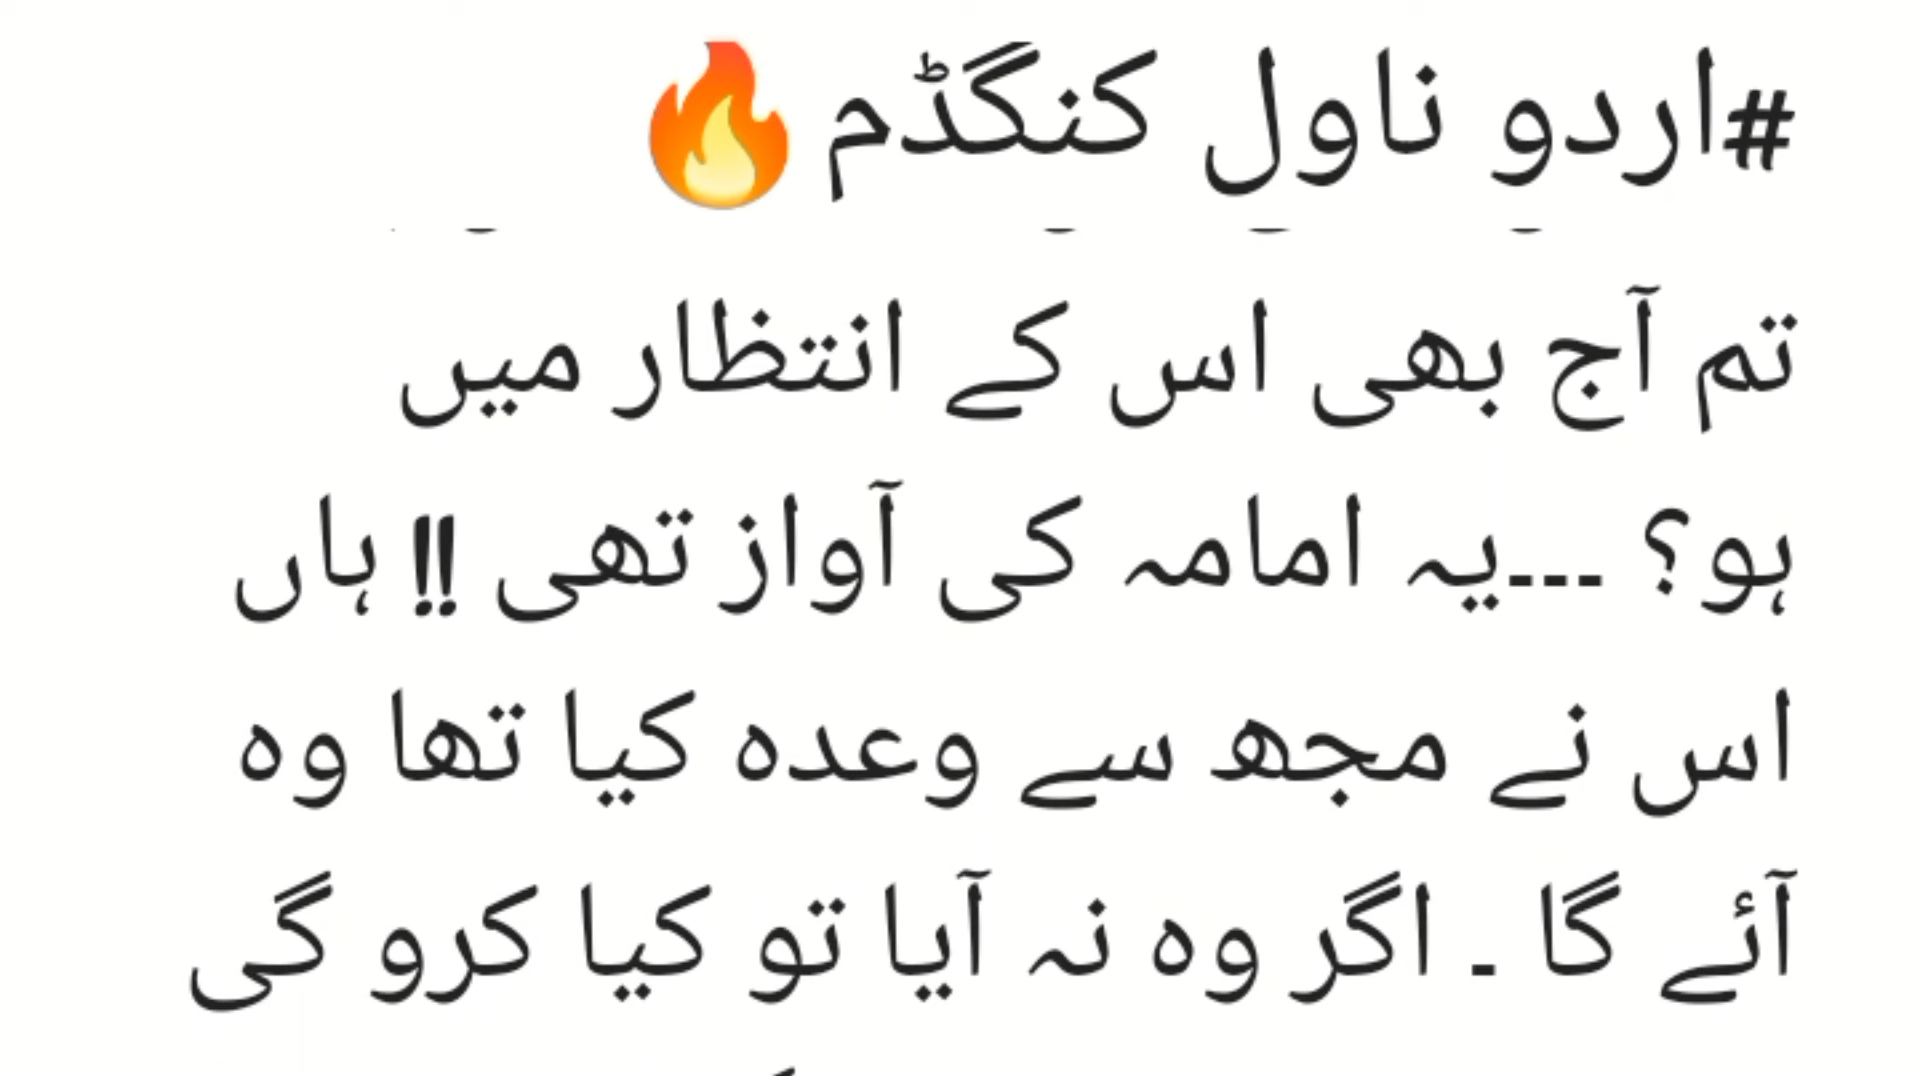 #اردو ناول کنگڈم🔥
تم آج بھی اس کے انتظار میں
ہو؟ ---یہ امامہ کی آواز تھی !! ہاں
اس نے مجھ سے وعدہ کیا تھا وہ
آئے گا ۔ اگر وہ نہ آیا تو کیا کرو گی